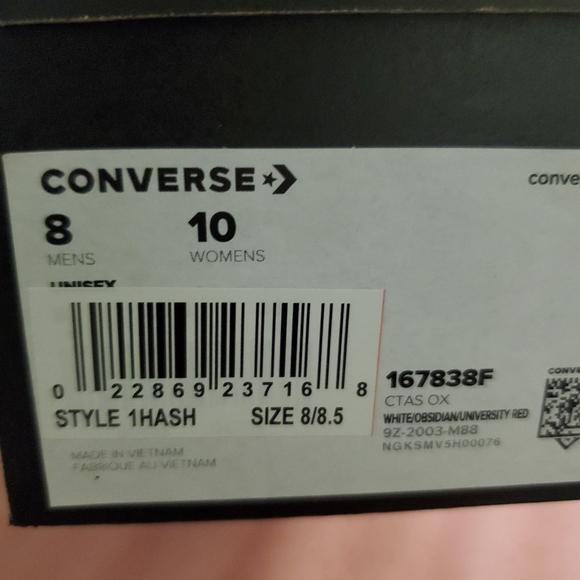 CONVERSE
conve
8 10
MENS WOMENS
UNISEX
0 22869 23716 8
STYLE 1HASH SIZE 8/8.5
167838F
CTAS OX
WHITE/OBSIDIAN/UNIVERSITY RED
9Z-2003-M88
NGKSMV5H00076
CONVE
MADE IN VIETNAM
FABRIQUE AU VIETNAM